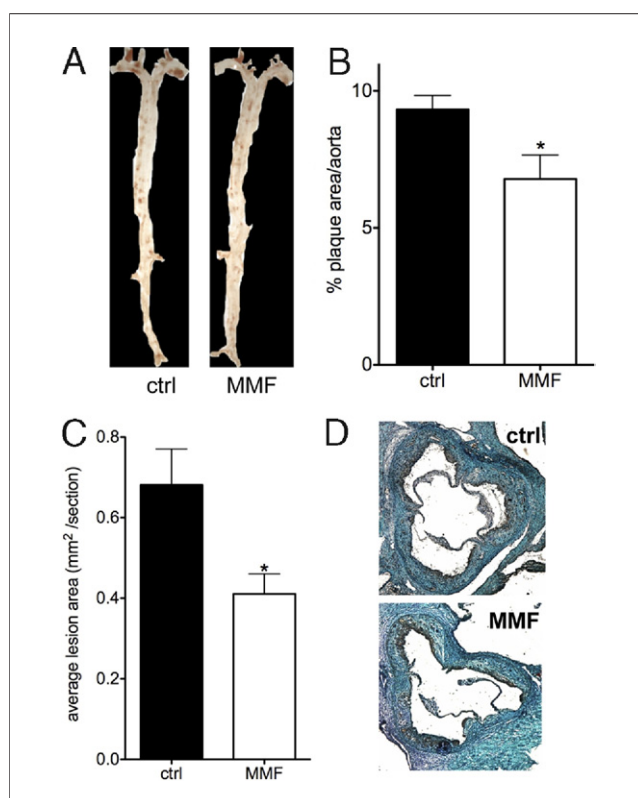 A
ctrl
MMF
B
% plaque area/aorta
10
5
0
ctrl
MMF
*
C
average lesion area (mm² /section)
0.8
0.6
0.4
0.2
0.0
ctrl
MMF
*
D
ctrl
MMF